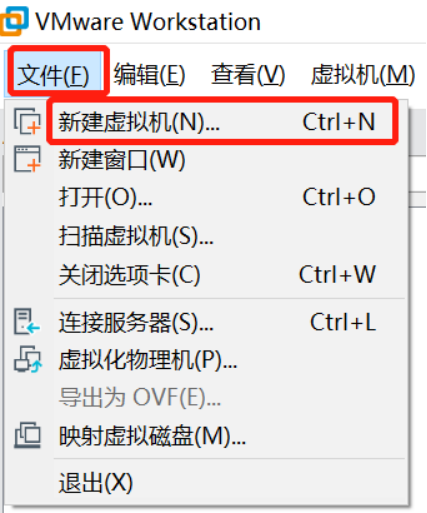 VMware Workstation
文件(F) 编辑(E) 查看(V) 虚拟机(M)
新建虚拟机(N)... Ctrl+N
新建窗口(W)
打开(O)... Ctrl+O
扫描虚拟机(S)...
关闭选项卡(C) Ctrl+W
连接服务器(S)... Ctrl+L
虚拟化物理机(P)...
导出为 OVF(E)...
映射虚拟磁盘(M)...
退出(X)